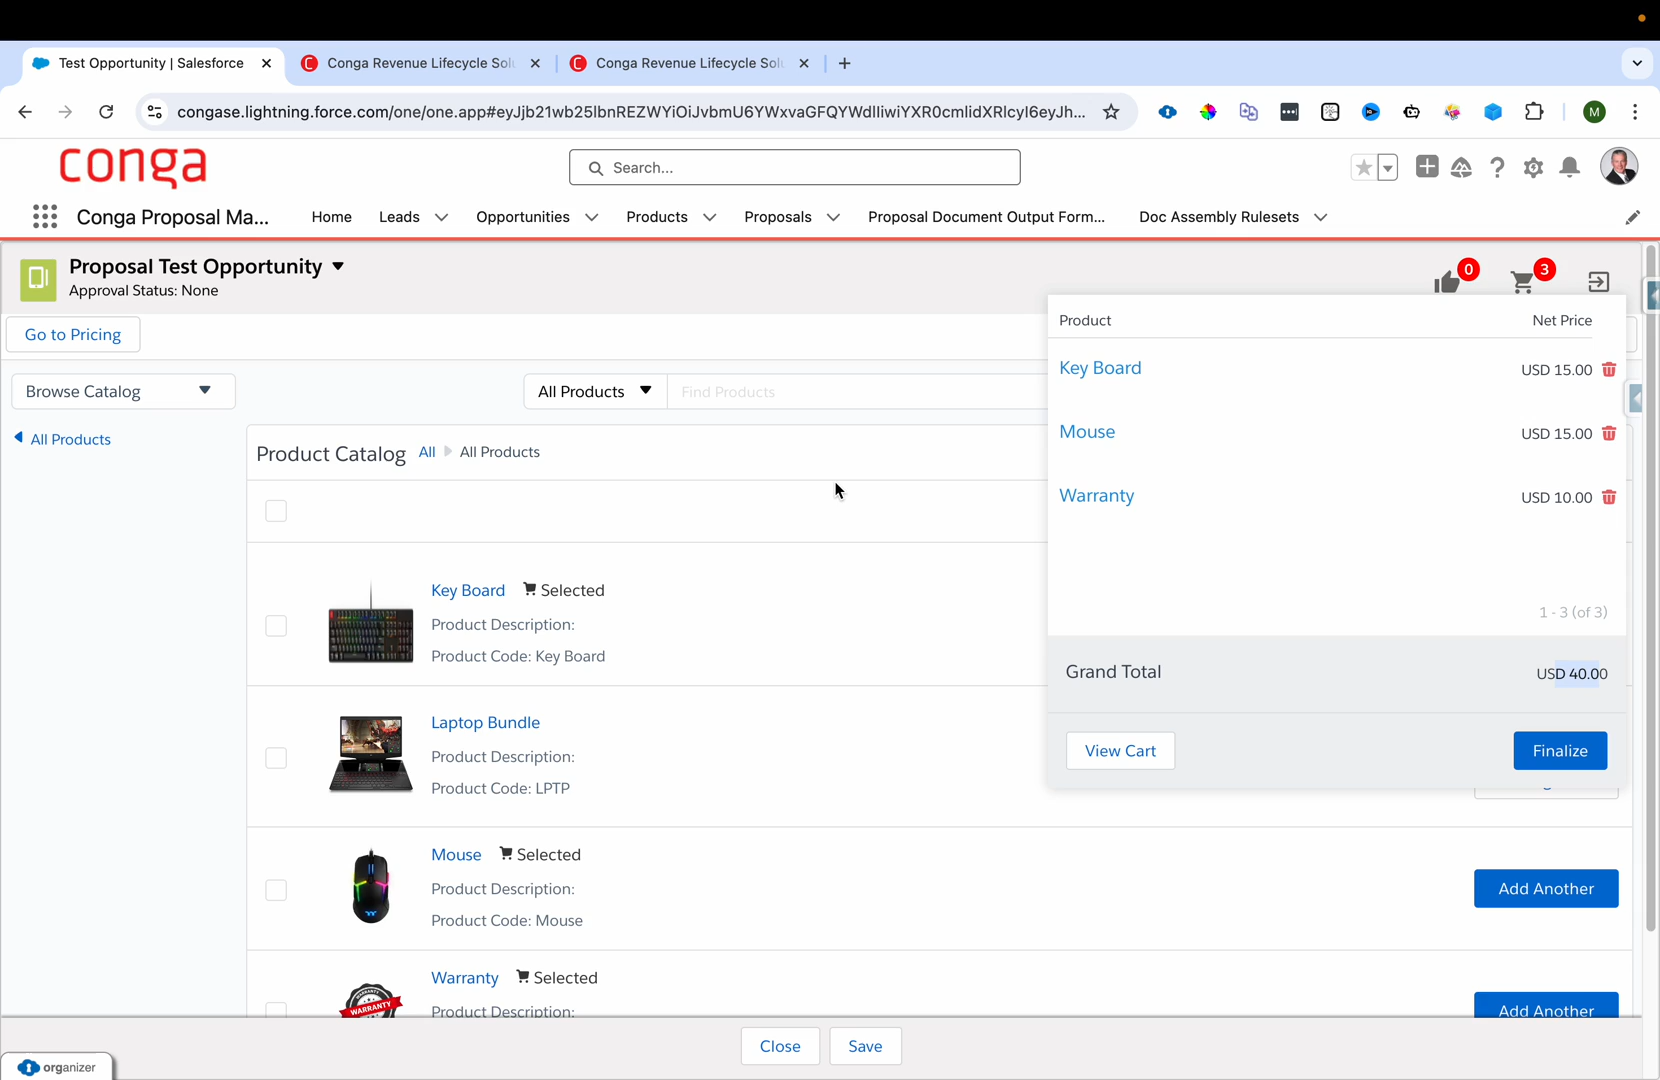 Test Opportunity | Salesforce
Conga Revenue Lifecycle Solu
Conga Revenue Lifecycle Solu
congase.lightning.force.com/one/one.app#eyJjb21wb25lbnREZWYiOiJvbmU6YWxvaGFQYWdlIiwiYXR0cmlidXRlcyI6eyJh...
M
conga
Search...
Conga Proposal Ma...
Home
Leads
Opportunities
Products
Proposals
Proposal Document Output Form...
Doc Assembly Rulesets
Proposal Test Opportunity
Approval Status: None
0
3
Go to Pricing
Product
Net Price
Key Board
USD 15.00
Mouse
USD 15.00
Warranty
USD 10.00
1 - 3 (of 3)
Grand Total
USD 40.00
View Cart
Finalize
Browse Catalog
All Products
Find Products
All Products
Product Catalog
All
All Products
Key Board
Selected
Product Description:
Product Code: Key Board
Laptop Bundle
Product Description:
Product Code: LPTP
Mouse
Selected
Product Description:
Product Code: Mouse
Add Another
Warranty
Selected
WARRANTY
Product Description:
Add Another
Close
Save
organizer